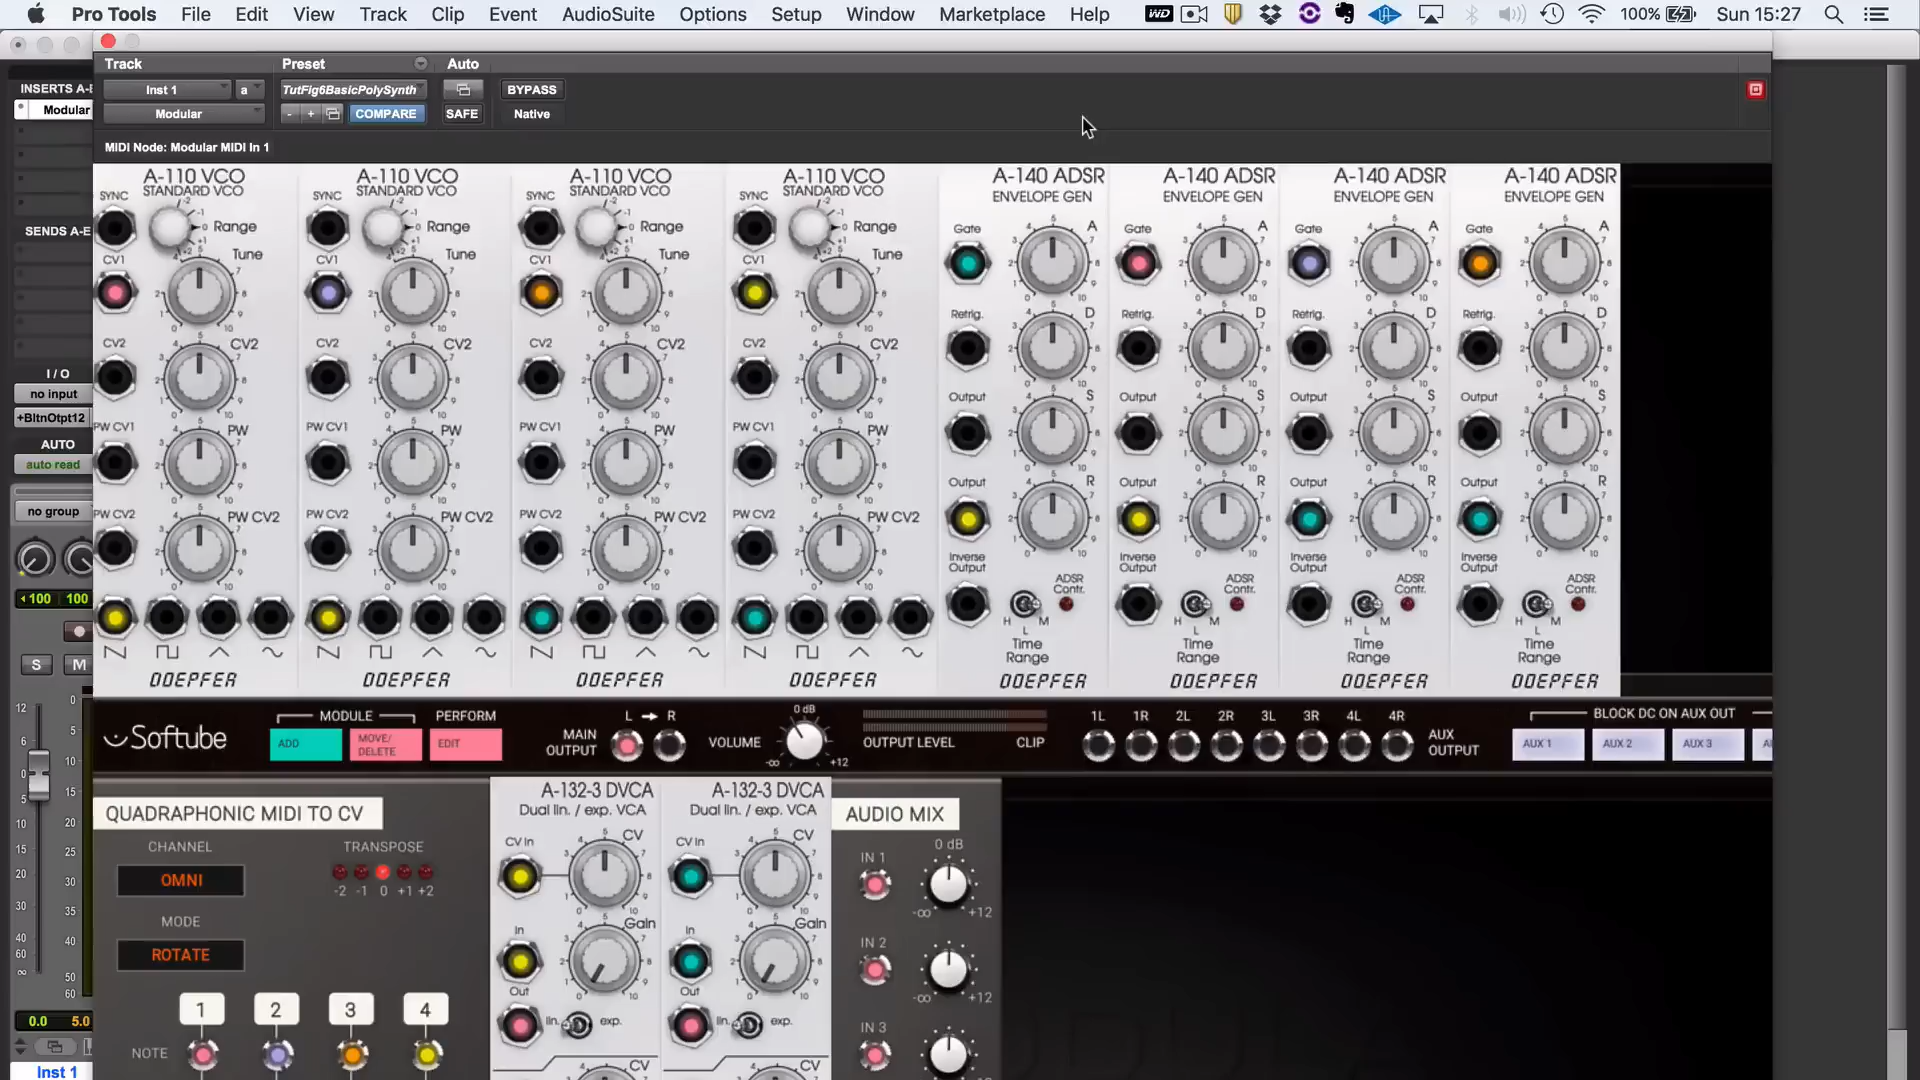 Pro Tools File Edit View Track Clip Event AudioSuite Options Setup Window Marketplace Help WD 100% Sun 15:27
Track Preset Auto
INSERTS A-E Inst 1 a TutFig6BasicPolySynth BYPASS
Modular Modular - + COMPARE SAFE Native
MIDI Node: Modular MIDI In 1
A-110 VCO A-110 VCO A-110 VCO A-110 VCO A-140 ADSR A-140 ADSR A-140 ADSR A-140 ADSR
STANDARD VCO STANDARD VCO STANDARD VCO STANDARD VCO ENVELOPE GEN ENVELOPE GEN ENVELOPE GEN ENVELOPE GEN
SYNC SYNC SYNC SYNC
SENDS A-E Range Range Range Range Gate A Gate A Gate A Gate A
CV1 Tune CV1 Tune CV1 Tune CV1 Tune
Retrig. D Retrig. D Retrig. D Retrig. D
CV2 CV2 CV2 CV2 CV2 CV2 CV2 CV2
I / O
no input Output S Output S Output S Output S
+BltnOtpt12
PW CV1 PW PW CV1 PW PW CV1 PW PW CV1 PW
AUTO
auto read
Output R Output R Output R Output R
no group PW CV2 PW CV2 PW CV2 PW CV2 PW CV2 PW CV2 PW CV2 PW CV2
Inverse Output Inverse Output Inverse Output Inverse Output
100 100 ADSR Contr. ADSR Contr. ADSR Contr. ADSR Contr.
H L M H L M H L M H L M
S M Time Range Time Range Time Range Time Range
DOEPFER DOEPFER DOEPFER DOEPFER DOEPFER DOEPFER DOEPFER DOEPFER
Softube MODULE PERFORM L R 0 dB 1L 1R 2L 2R 3L 3R 4L 4R BLOCK DC ON AUX OUT
ADD MOVE/ DELETE EDIT MAIN OUTPUT VOLUME -∞ +12 OUTPUT LEVEL CLIP AUX OUTPUT AUX 1 AUX 2 AUX 3
QUADRAPHONIC MIDI TO CV A-132-3 DVCA A-132-3 DVCA AUDIO MIX
Dual lin. / exp. VCA Dual lin. / exp. VCA
CHANNEL TRANSPOSE CV In CV CV In CV 0 dB
OMNI -2 -1 0 +1 +2 IN 1 -∞ +12
MODE In Gain In Gain IN 2
ROTATE -∞ +12
Out lin. exp. Out lin. exp.
1 2 3 4 IN 3
0.0 5.0
NOTE CV CV
Inst 1